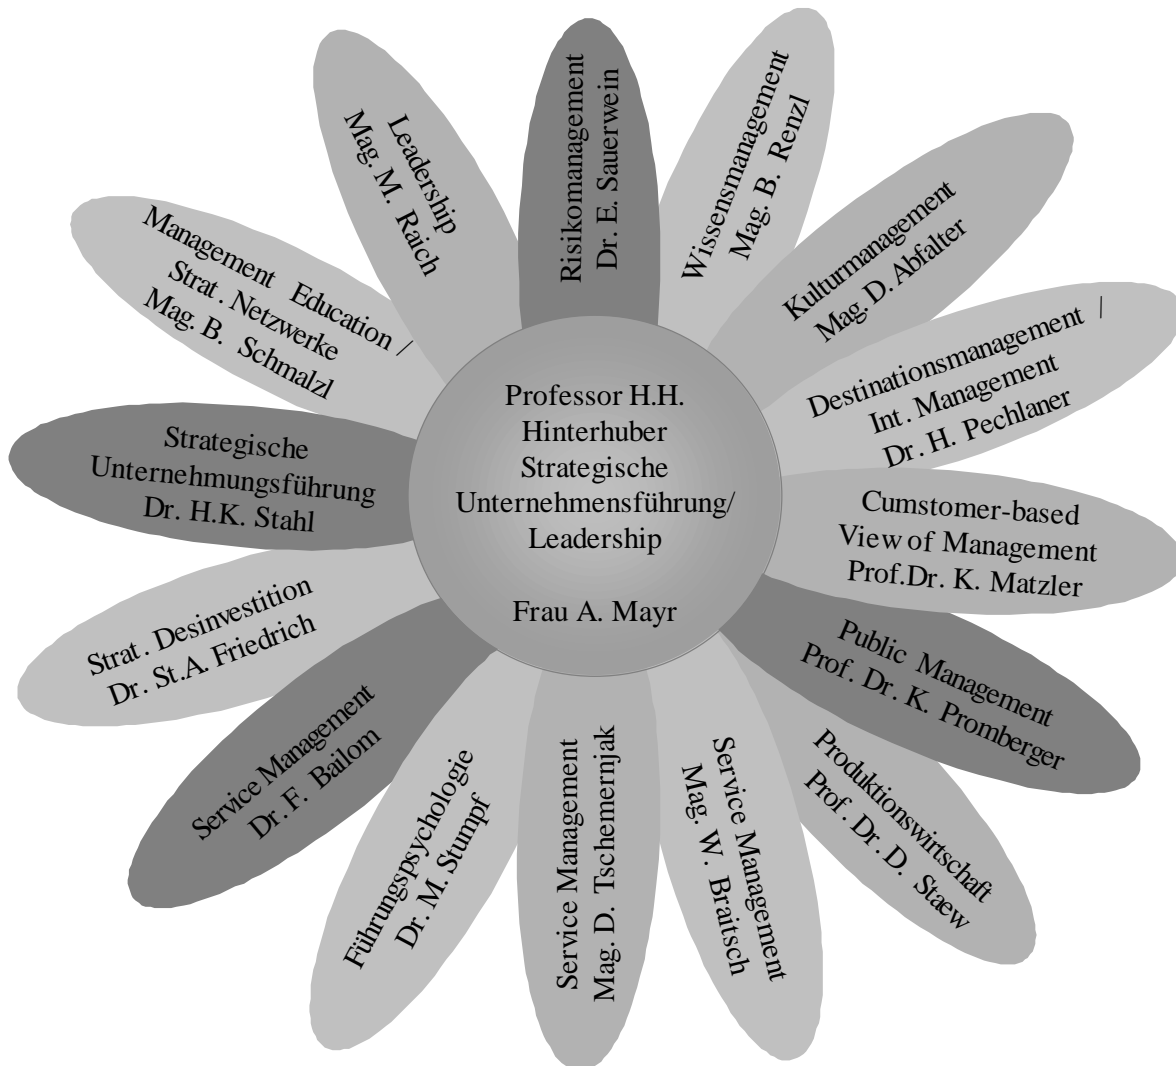 Professor H.H.
Hinterhuber
Strategische
Unternehmensführung/
Leadership
Frau A. Mayr
Risikomanagement
Dr. E. Sauerwein
Wissensmanagement
Mag. B. Renzl
Kulturmanagement
Mag. D. Abfalter
Destinationsmanagement /
Int. Management
Dr. H. Pechlaner
Cumstomer-based
View of Management
Prof.Dr. K. Matzler
Public Management
Prof. Dr. K. Promberger
Produktionswirtschaft
Prof. Dr. D. Staew
Service Management
Mag. W. Braitsch
Service Management
Mag. D. Tschemernjak
Führungspsychologie
Dr. M. Stumpf
Service Management
Dr. F. Bailom
Strat. Desinvestition
Dr. St.A. Friedrich
Strategische
Unternehmungsführung
Dr. H.K. Stahl
Management Education /
Strat. Netzwerke
Mag. B. Schmalzl
Leadership
Mag. M. Raich